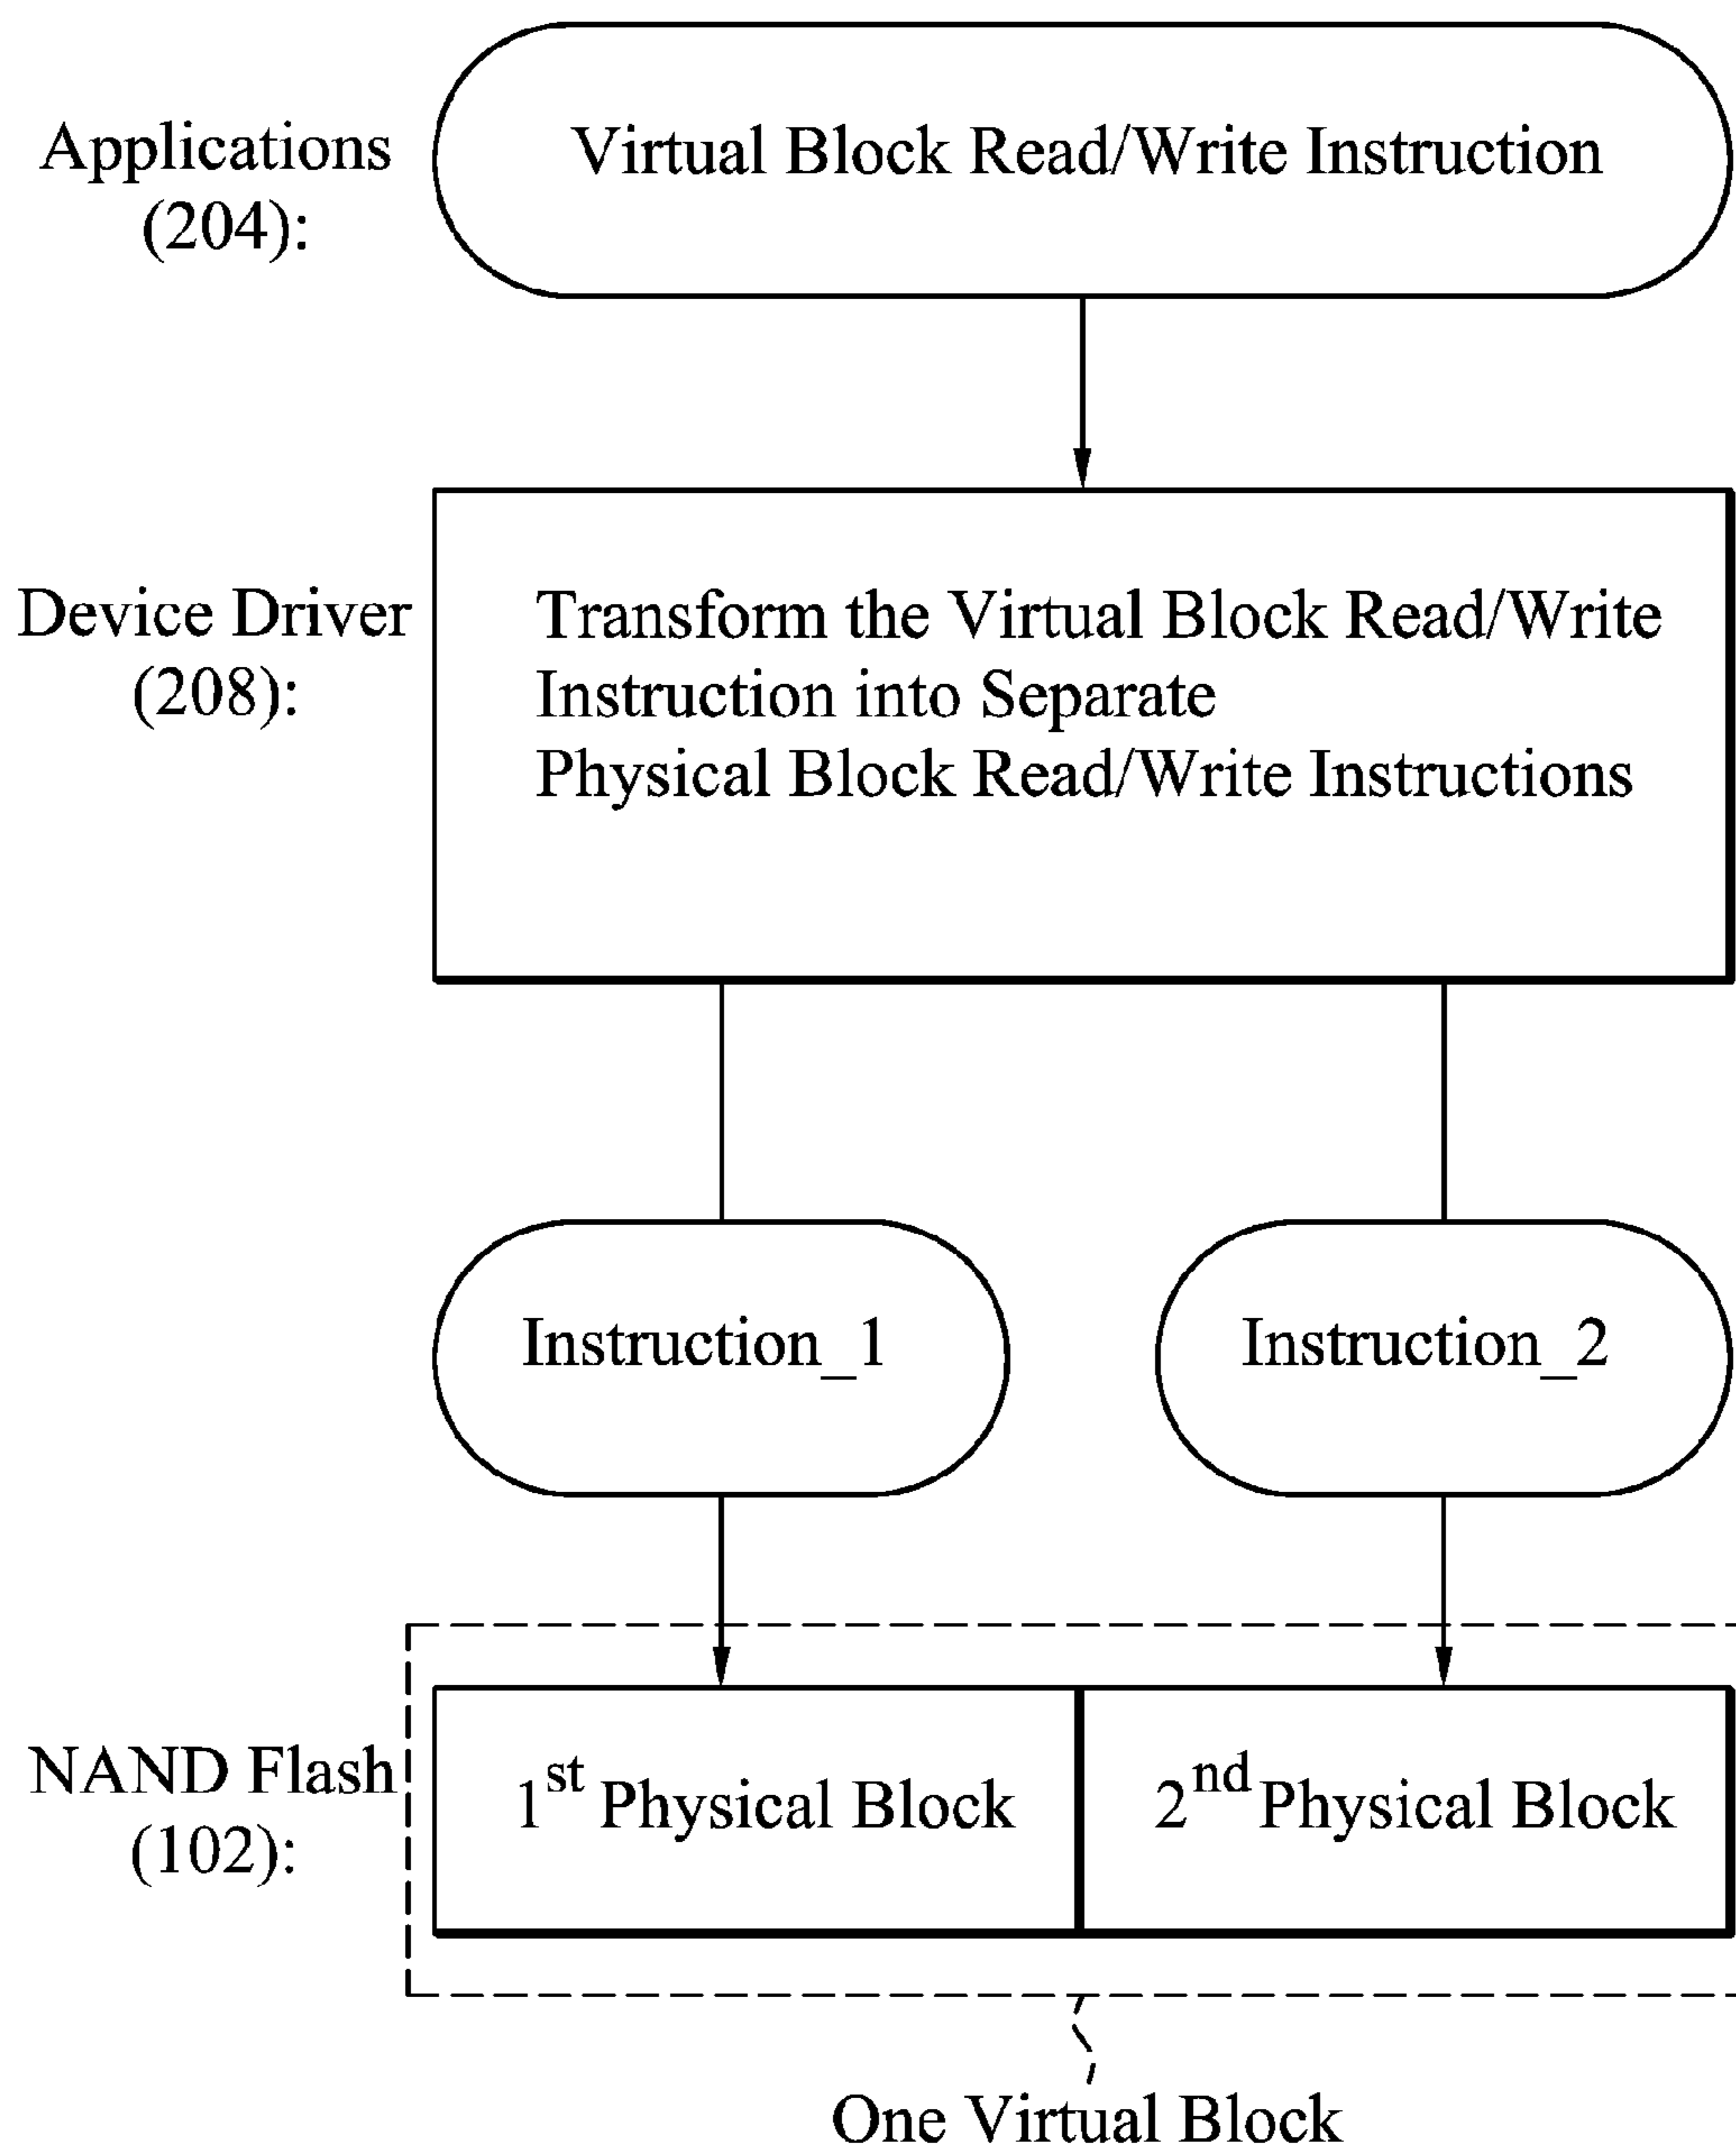 Applications
(204):
Virtual Block Read/Write Instruction
Device Driver
(208):
Transform the Virtual Block Read/Write
Instruction into Separate
Physical Block Read/Write Instructions
Instruction_1
Instruction_2
NAND Flash
(102):
1st Physical Block
2nd Physical Block
One Virtual Block